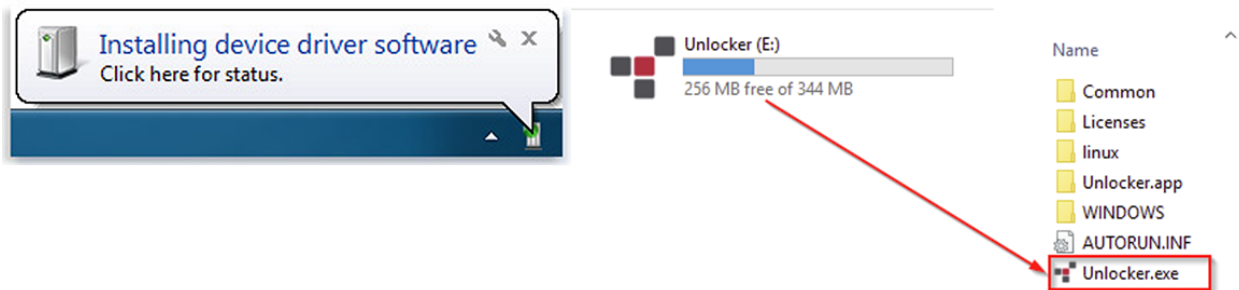 Installing device driver software
Click here for status.
Unlocker (E:)
256 MB free of 344 MB
Name
Common
Licenses
linux
Unlocker.app
WINDOWS
AUTORUN.INF
Unlocker.exe